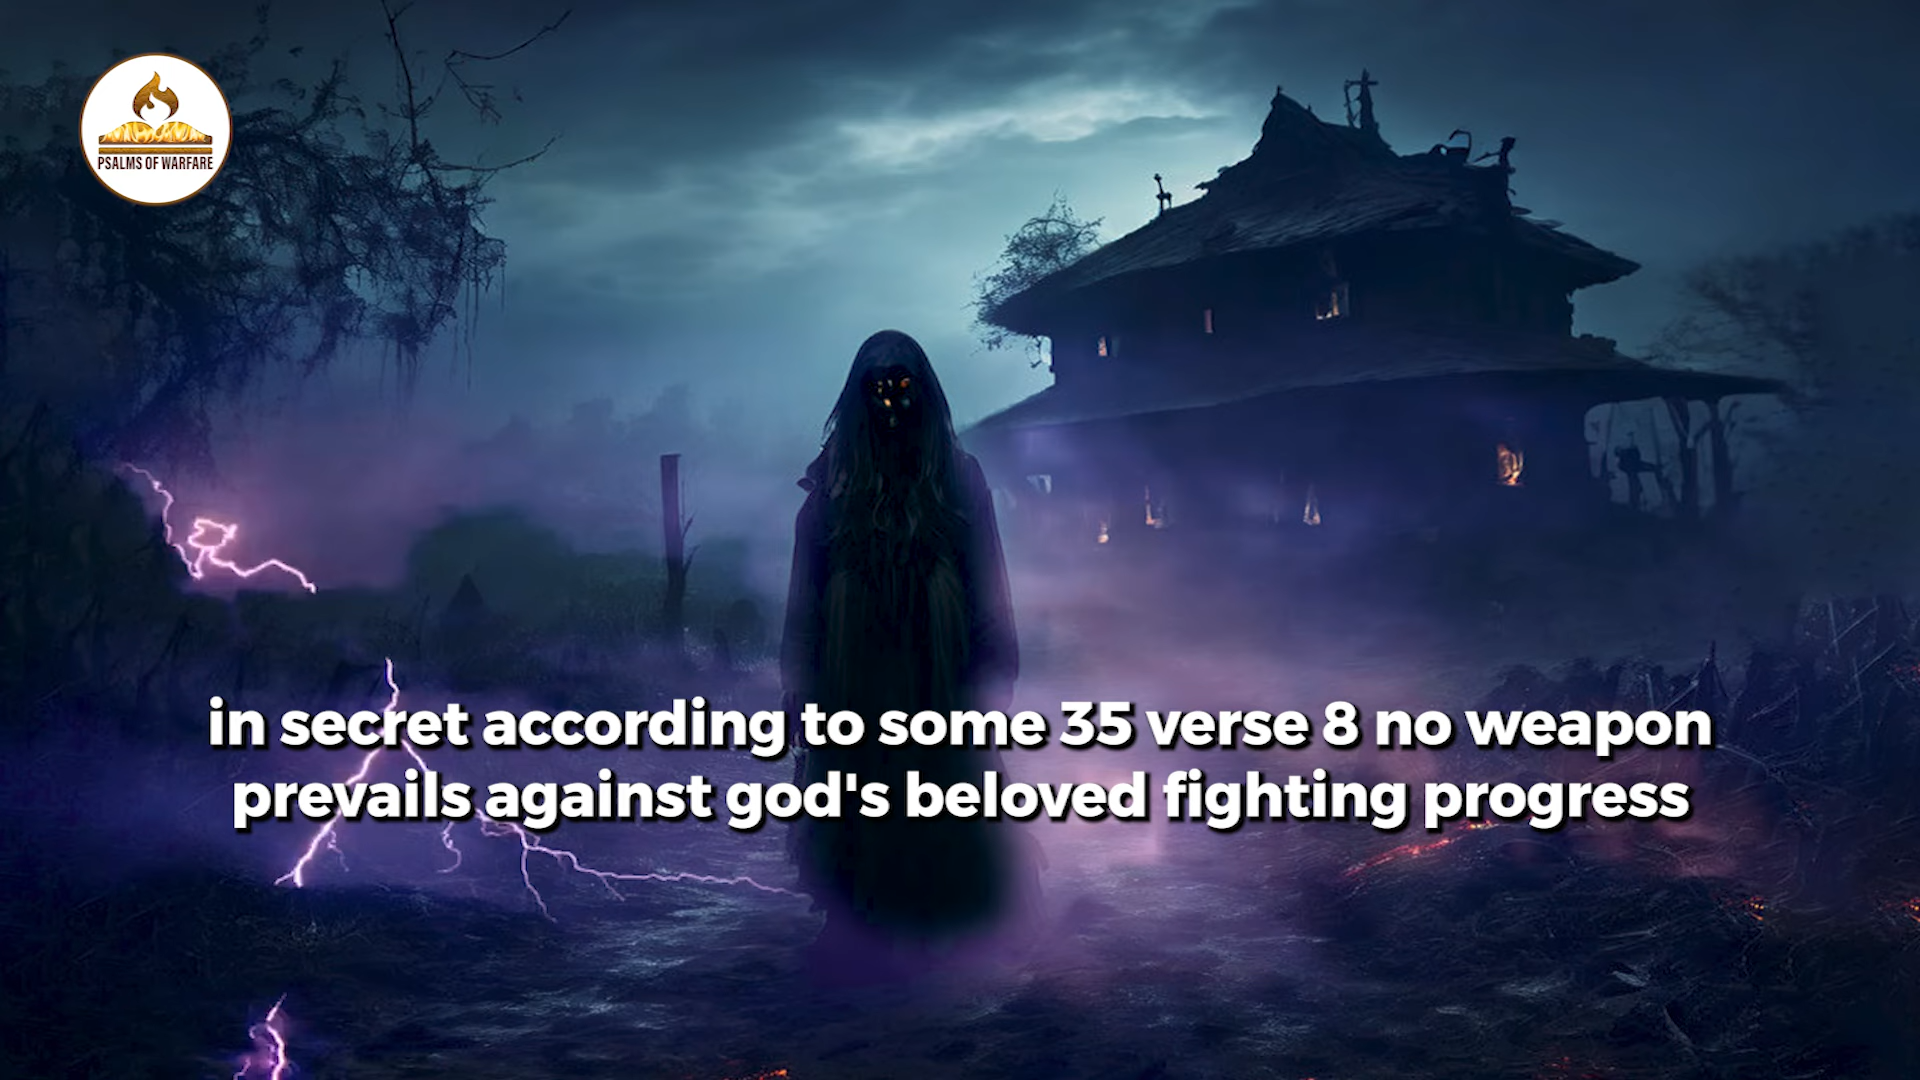 PSALMS OF WARFARE
in secret according to some 35 verse 8 no weapon
prevails against god's beloved fighting progress